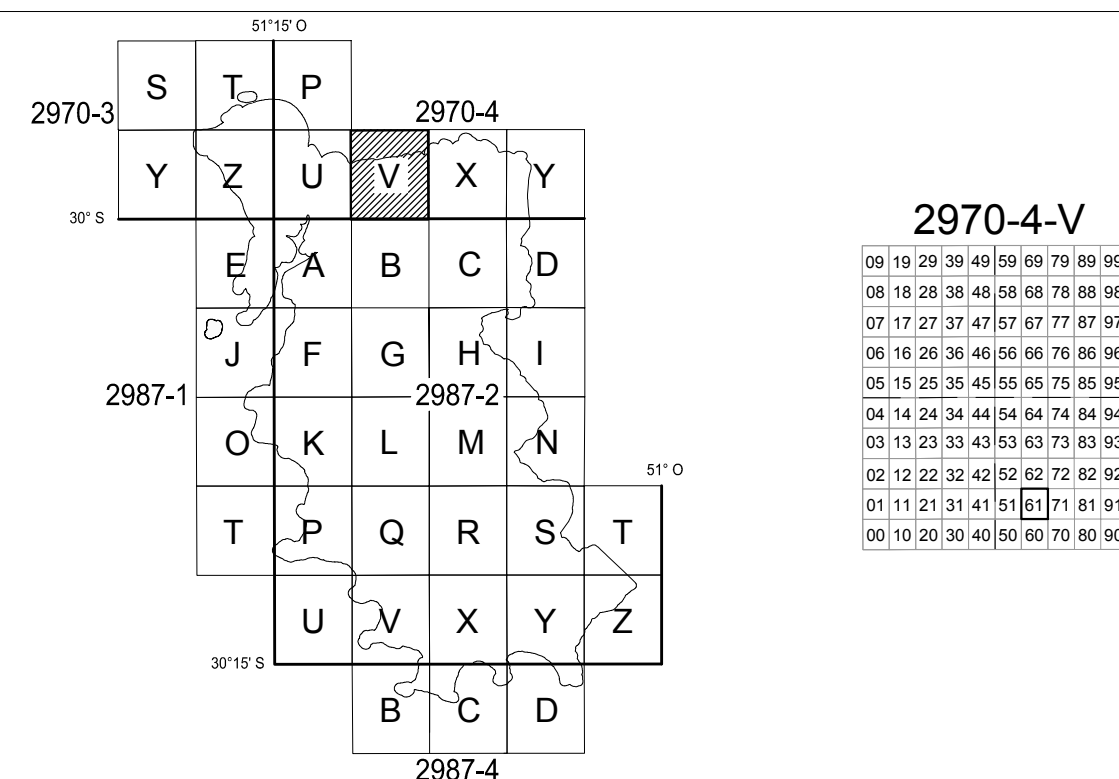 51°15' O
S T P
2970-3 2970-4
Y Z U V X Y
30° S
E A B C D
2970-4-V
09 19 29 39 49 59 69 79 89 99
08 18 28 38 48 58 68 78 88 98
07 17 27 37 47 57 67 77 87 97
06 16 26 36 46 56 66 76 86 96
05 15 25 35 45 55 65 75 85 95
04 14 24 34 44 54 64 74 84 94
03 13 23 33 43 53 63 73 83 93
02 12 22 32 42 52 62 72 82 92
01 11 21 31 41 51 61 71 81 91
00 10 20 30 40 50 60 70 80 90
J F G H I
2987-1 2987-2
O K L M N
51° O
T P Q R S T
U V X Y Z
30°15' S
B C D
2987-4